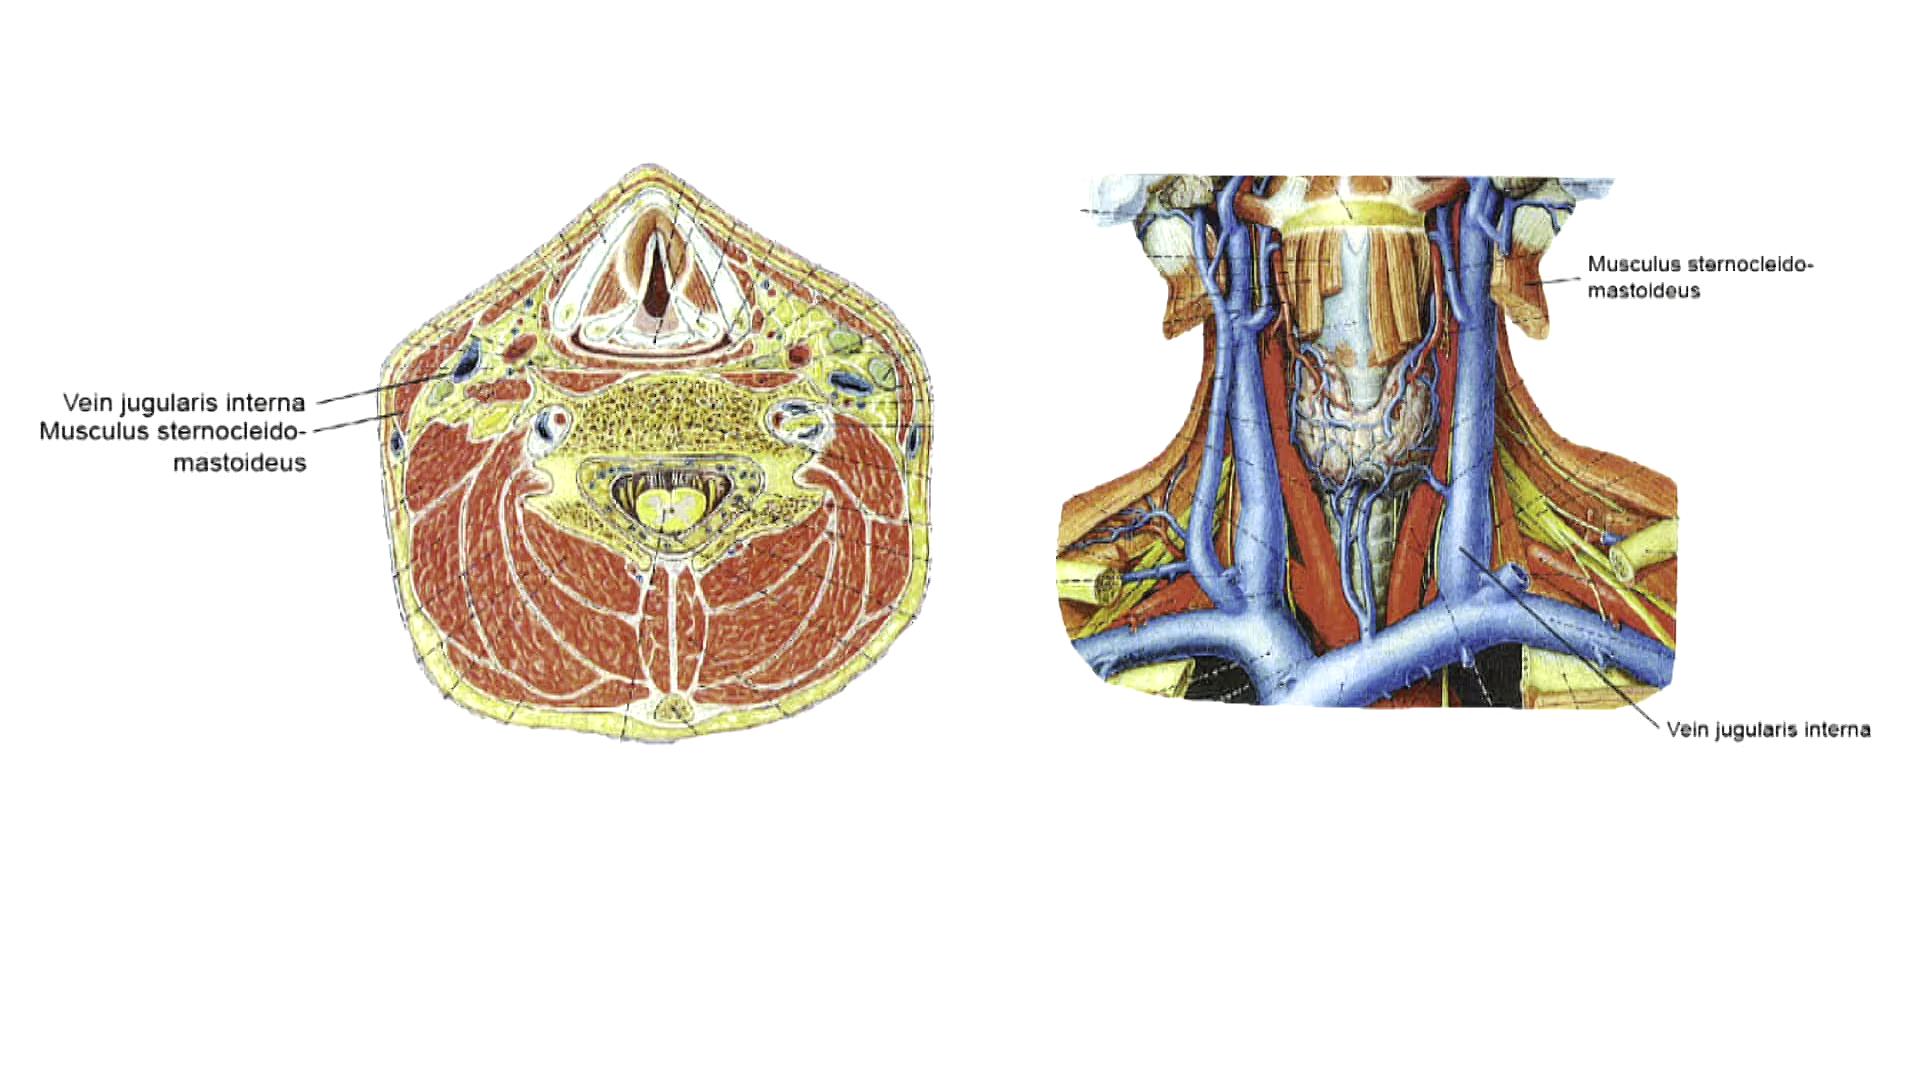 Vein jugularis interna
Musculus sternocleido-
mastoideus
Musculus sternocleido-
mastoideus
Vein jugularis interna